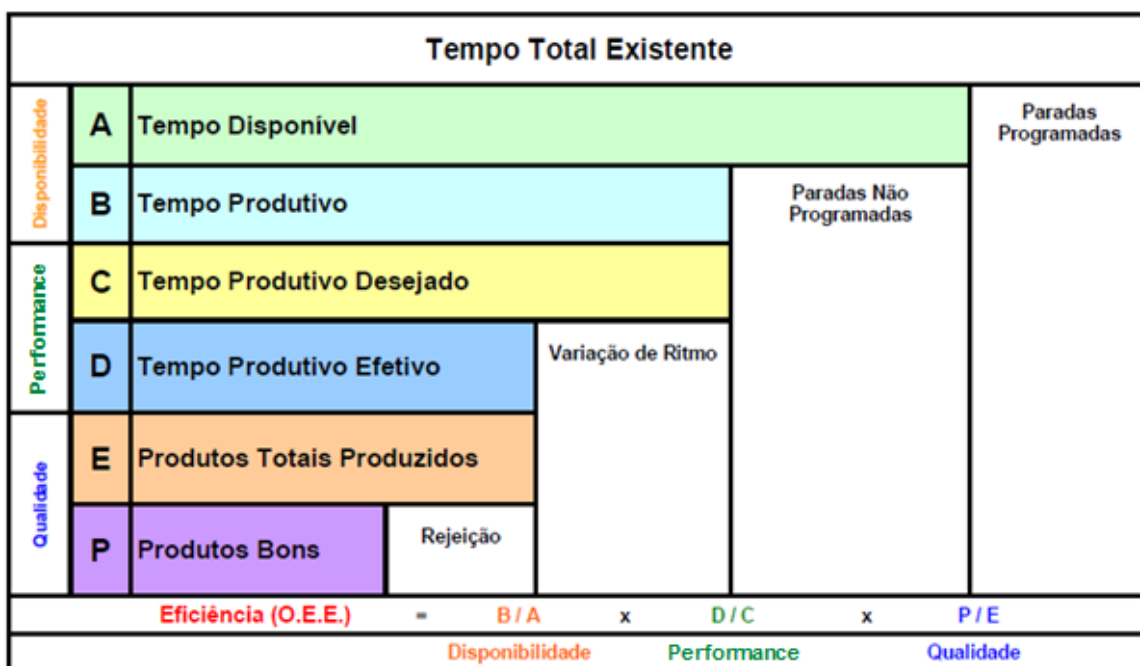 Tempo Total Existente
Disponibilidade
A Tempo Disponível
Paradas
Programadas
B Tempo Produtivo
Paradas Não
Programadas
Performance
C Tempo Produtivo Desejado
D Tempo Produtivo Efetivo
Variação de Ritmo
Qualidade
E Produtos Totais Produzidos
P Produtos Bons
Rejeição
Eficiência (O.E.E.) = B / A x D / C x P / E
Disponibilidade Performance Qualidade